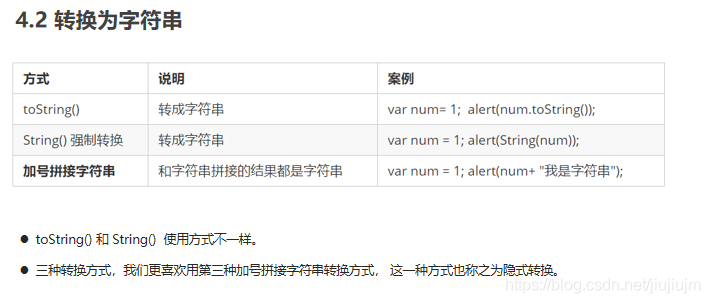 4.2 转换为字符串
方式 说明 案例
toString() 转成字符串 var num= 1;  alert(num.toString());
String() 强制转换 转成字符串 var num = 1; alert(String(num));
加号拼接字符串 和字符串拼接的结果都是字符串 var num = 1; alert(num+ "我是字符串");
● toString() 和 String()  使用方式不一样。
● 三种转换方式，我们更喜欢用第三种加号拼接字符串转换方式， 这一种方式也称之为隐式转换。
https://blog.csdn.net/jiujiujm